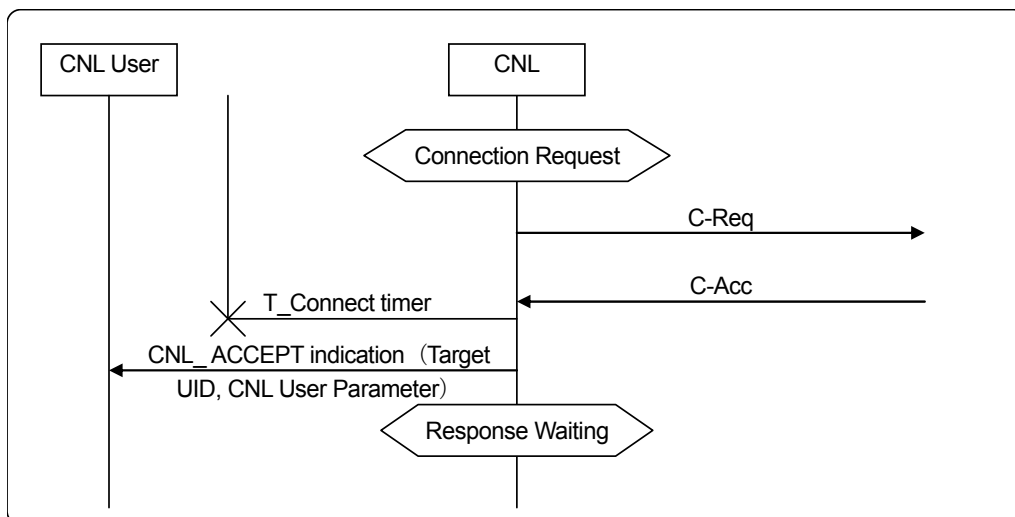 CNL User
CNL
Connection Request
C-Req
C-Acc
T_Connect timer
CNL_ ACCEPT indication（Target
UID, CNL User Parameter）
Response Waiting